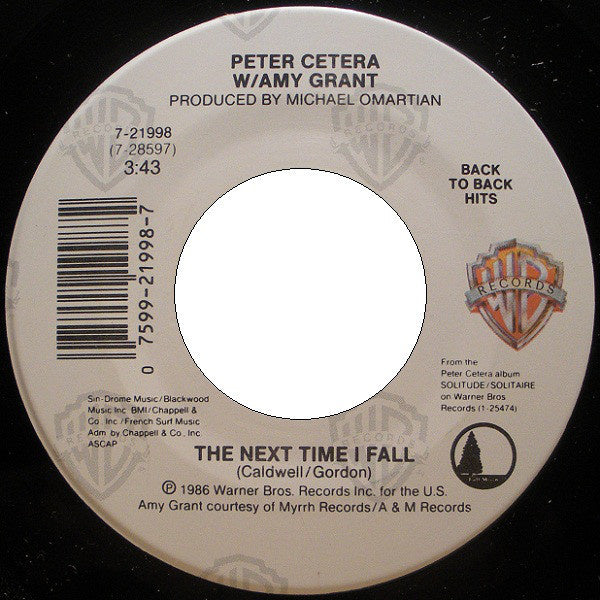 PETER CETERA
W/AMY GRANT
PRODUCED BY MICHAEL OMARTIAN
7-21998
(7-28597)
3:43
BACK
TO BACK
HITS
0 7599-21998-7
WB
RECORDS
From the
Peter Cetera album
SOLITUDE/SOLITAIRE
on Warner Bros
Records (1-25474)
Sin-Drome Music/Blackwood
Music Inc. BMI/Chappell &
Co. Inc./French Surf Music
Adm. by Chappell & Co., Inc.
ASCAP
Full Moon
THE NEXT TIME I FALL
(Caldwell/Gordon)
℗ 1986 Warner Bros. Records Inc. for the U.S.
Amy Grant courtesy of Myrrh Records/A & M Records